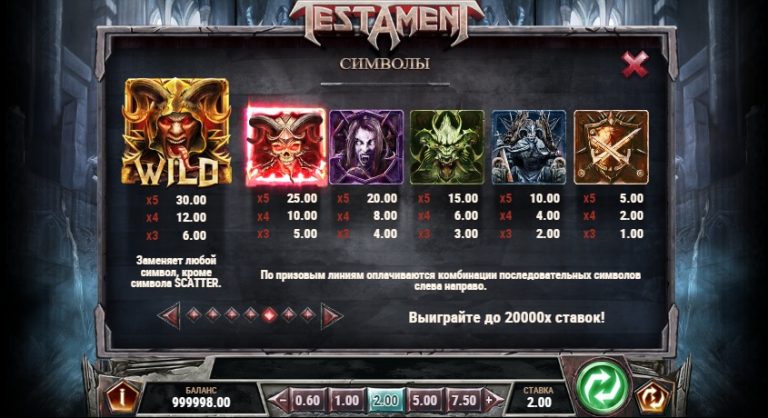 TESTAMENT
СИМВОЛЫ
WILD
x5 30.00
x4 12.00
x3 6.00
x5 25.00
x4 10.00
x3 5.00
x5 20.00
x4 8.00
x3 4.00
x5 15.00
x4 6.00
x3 3.00
x5 10.00
x4 4.00
x3 2.00
x5 5.00
x4 2.00
x3 1.00
Заменяет любой
символ, кроме
символа SCATTER.
По призовым линиям оплачиваются комбинации последовательных символов
слева направо.
Выиграйте до 20000x ставок!
БАЛАНС
999998.00
− 0.60 1.00 2.00 5.00 7.50 +
СТАВКА
2.00